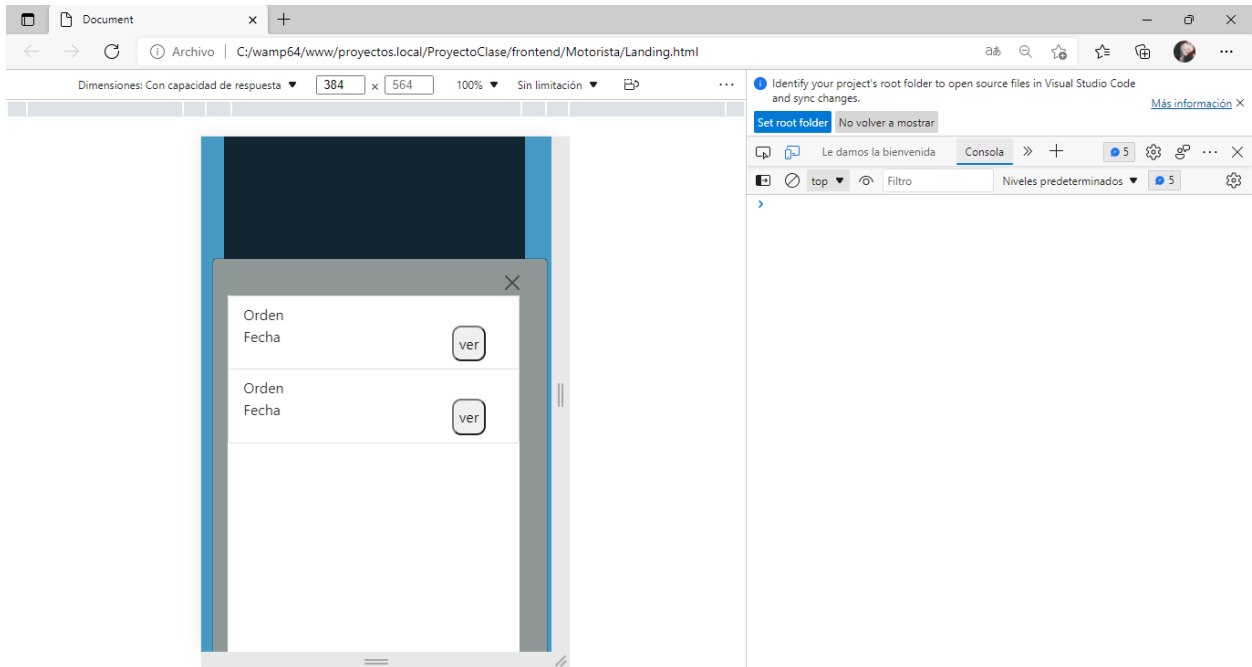 Document
Archivo
C:/wamp64/www/proyectos.local/ProyectoClase/frontend/Motorista/Landing.html
aあ
Dimensiones: Con capacidad de respuesta ▼ 384 x 564 100% ▼ Sin limitación ▼
Identify your project's root folder to open source files in Visual Studio Code
and sync changes.
Más información
Set root folder No volver a mostrar
Le damos la bienvenida Consola 5
top ▼ Filtro Niveles predeterminados ▼ 5
Orden
Fecha
ver
Orden
Fecha
ver